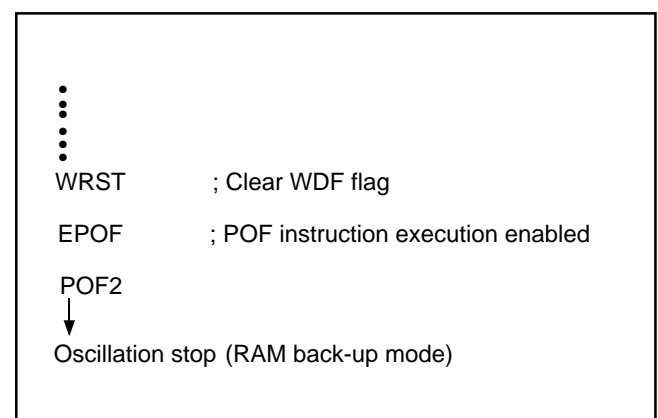 WRST ; Clear WDF flag
EPOF ; POF instruction execution enabled
POF2
Oscillation stop (RAM back-up mode)